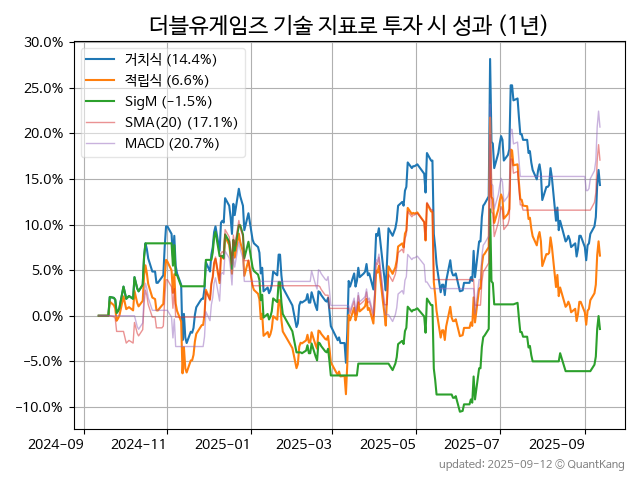 더블유게임즈 기술 지표로 투자 시 성과 (1년)
30.0%
25.0%
20.0%
15.0%
10.0%
5.0%
0.0%
−5.0%
−10.0%
거치식 (14.4%)
적립식 (6.6%)
SigM (−1.5%)
SMA(20) (17.1%)
MACD (20.7%)
2024-09 2024-11 2025-01 2025-03 2025-05 2025-07 2025-09
updated: 2025-09-12 © QuantKang